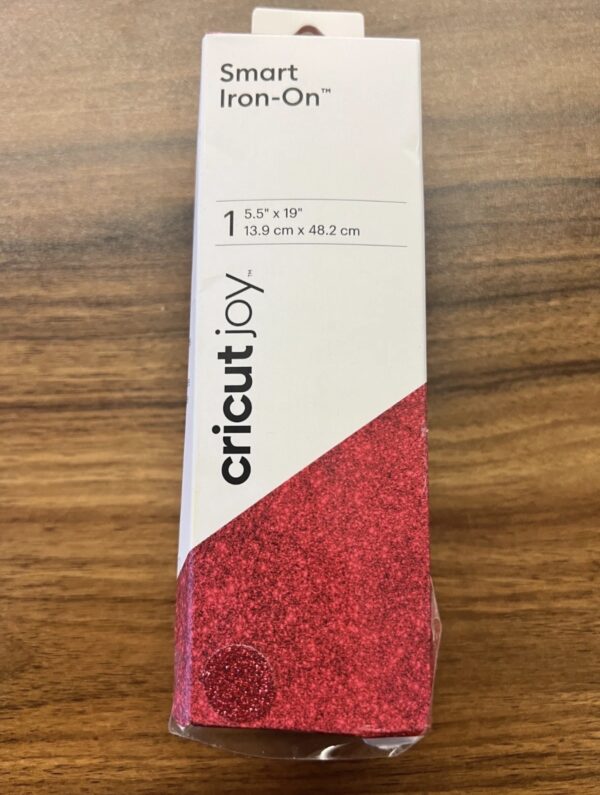 Smart
Iron-On™
1
5.5" x 19"
13.9 cm x 48.2 cm
cricut joy™